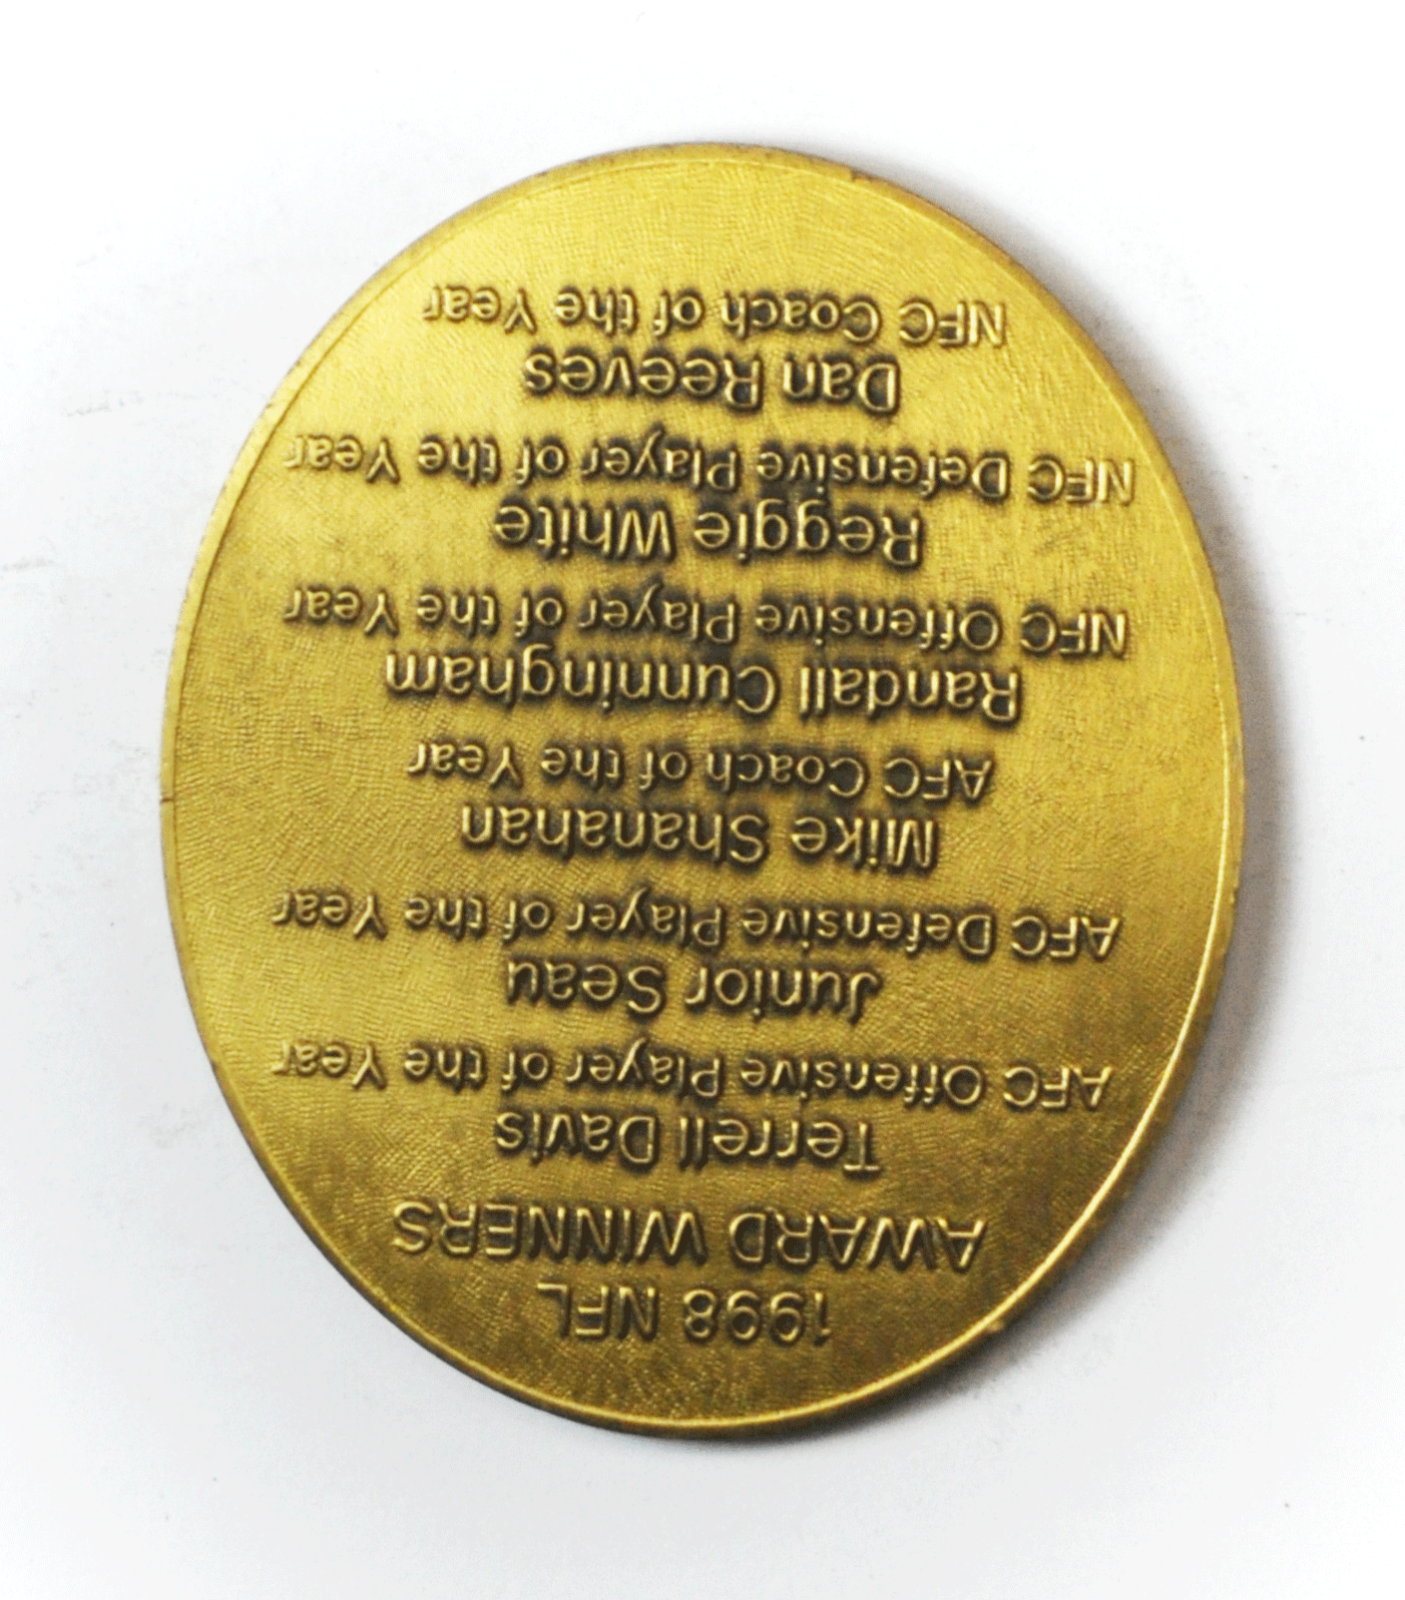 1998 NFL
AWARD WINNERS
Terrell Davis
AFC Offensive Player of the Year
Junior Seau
AFC Defensive Player of the Year
Mike Shanahan
AFC Coach of the Year
Randall Cunningham
NFC Offensive Player of the Year
Reggie White
NFC Defensive Player of the Year
Dan Reeves
NFC Coach of the Year